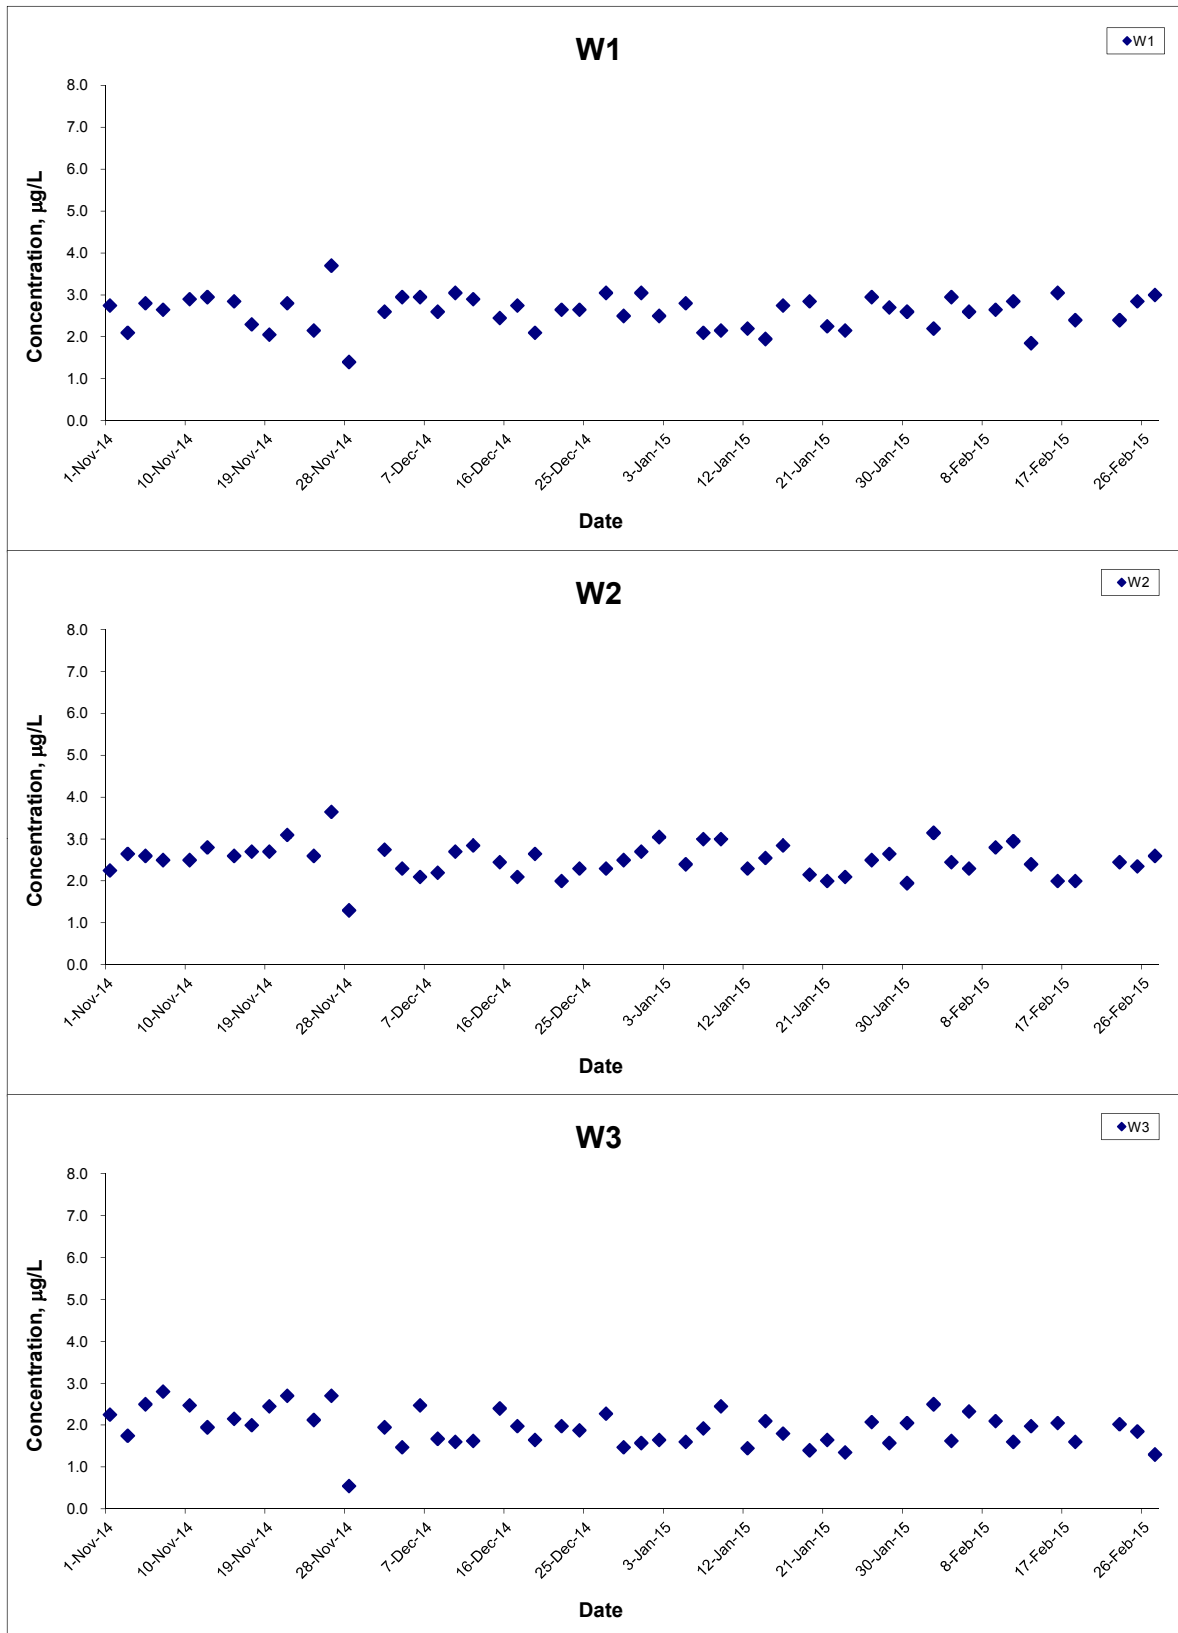 W1
W1
8.0
7.0
6.0
5.0
4.0
3.0
2.0
1.0
0.0
Concentration, µg/L
1-Nov-14
10-Nov-14
19-Nov-14
28-Nov-14
7-Dec-14
16-Dec-14
25-Dec-14
3-Jan-15
12-Jan-15
21-Jan-15
30-Jan-15
8-Feb-15
17-Feb-15
26-Feb-15
Date
W2
W2
8.0
7.0
6.0
5.0
4.0
3.0
2.0
1.0
0.0
Concentration, µg/L
1-Nov-14
10-Nov-14
19-Nov-14
28-Nov-14
7-Dec-14
16-Dec-14
25-Dec-14
3-Jan-15
12-Jan-15
21-Jan-15
30-Jan-15
8-Feb-15
17-Feb-15
26-Feb-15
Date
W3
W3
8.0
7.0
6.0
5.0
4.0
3.0
2.0
1.0
0.0
Concentration, µg/L
1-Nov-14
10-Nov-14
19-Nov-14
28-Nov-14
7-Dec-14
16-Dec-14
25-Dec-14
3-Jan-15
12-Jan-15
21-Jan-15
30-Jan-15
8-Feb-15
17-Feb-15
26-Feb-15
Date